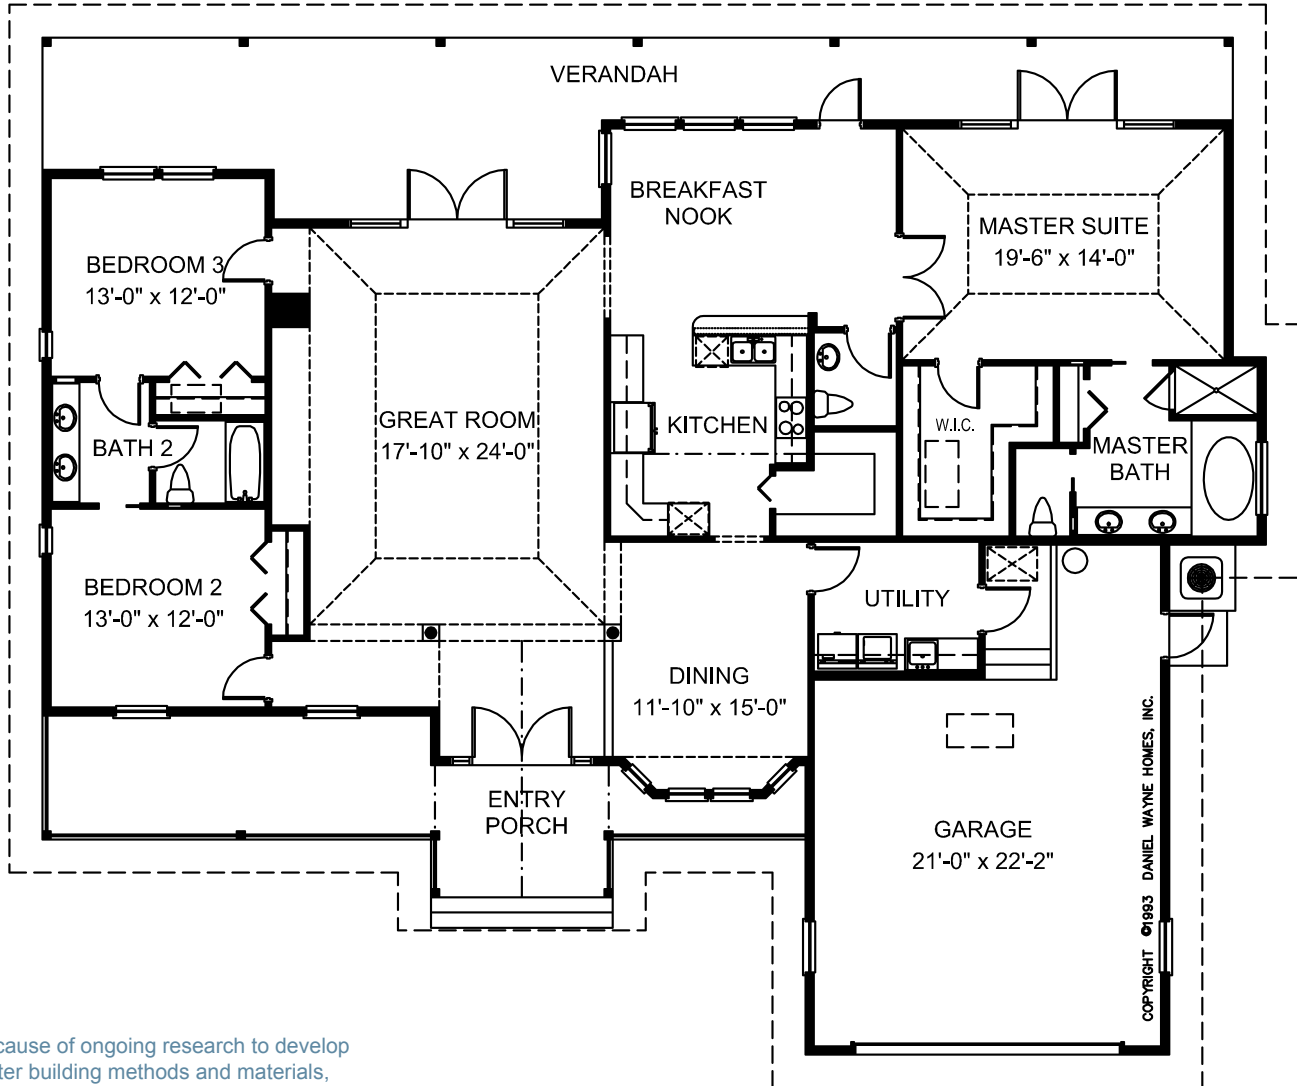 VERANDAH
BREAKFAST
NOOK
MASTER SUITE
19'-6" x 14'-0"
BEDROOM 3
13'-0" x 12'-0"
GREAT ROOM
17'-10" x 24'-0"
KITCHEN
W.I.C.
BATH 2
MASTER
BATH
BEDROOM 2
13'-0" x 12'-0"
UTILITY
DINING
11'-10" x 15'-0"
ENTRY
PORCH
GARAGE
21'-0" x 22'-2"
COPYRIGHT ©1993 DANIEL WAYNE HOMES, INC.
cause of ongoing research to develop
ter building methods and materials,